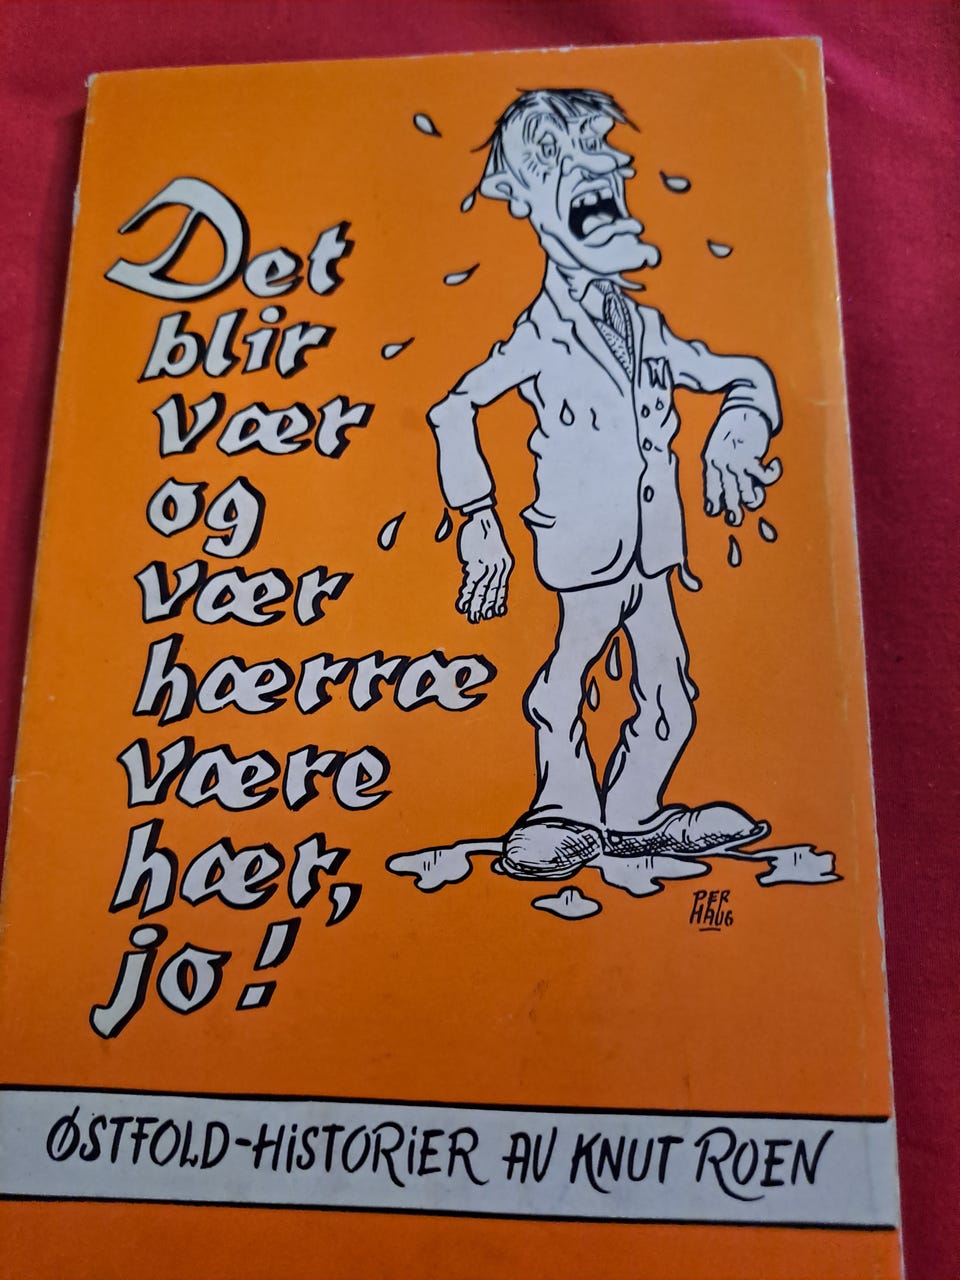 Det
blir
vær
og
vær
hærræ
være
hær,
jo!
PER
HAUG
ØSTFOLD-HISTORIER AV KNUT ROEN